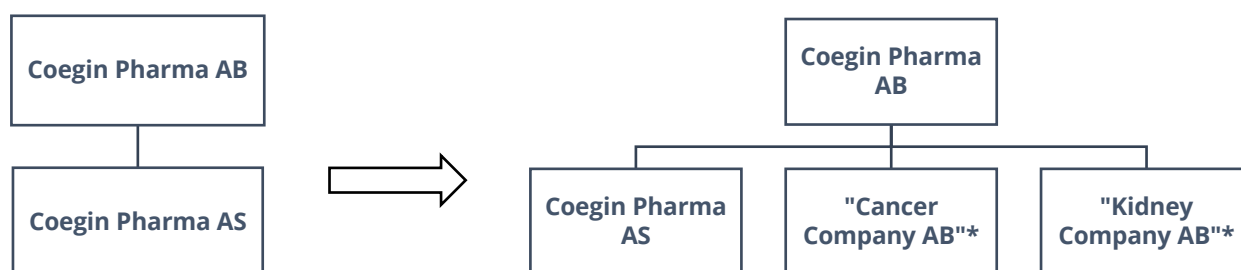 Coegin Pharma AB
Coegin Pharma AS
Coegin Pharma
AB
Coegin Pharma
AS
"Cancer
Company AB"*
"Kidney
Company AB"*